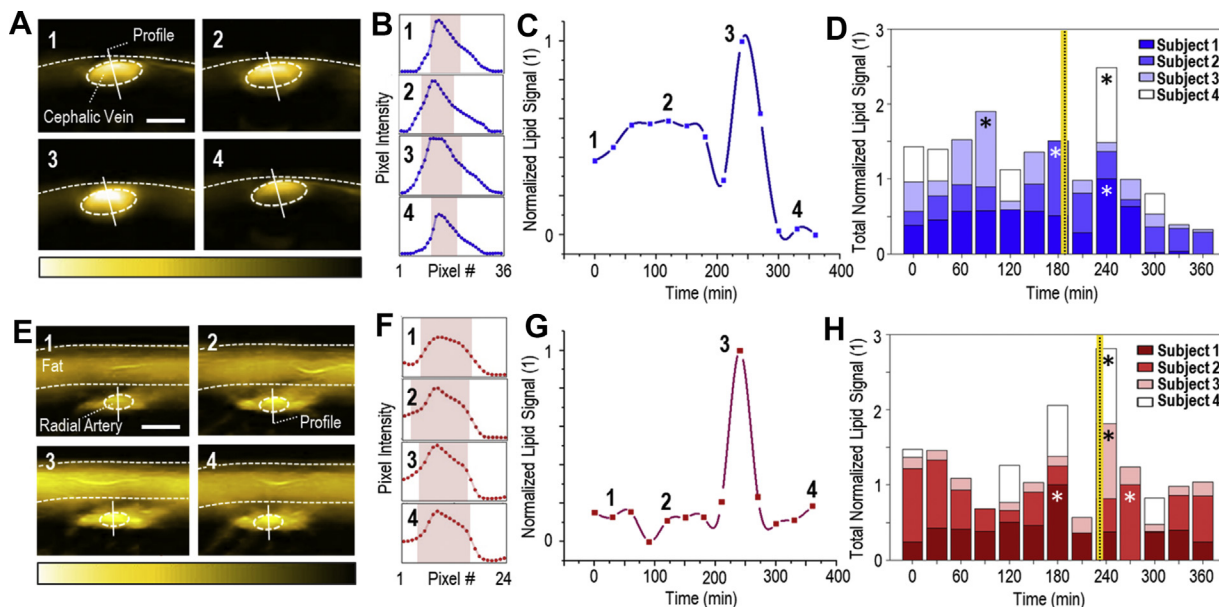 A
1
Profile
Cephalic Vein
2
3
4
B
1
2
3
4
Pixel Intensity
1 Pixel # 36
C
Normalized Lipid Signal (1)
1
0
1
2
3
4
0 100 200 300 400
Time (min)
D
Total Normalized Lipid Signal (1)
3
2
1
0
Subject 1
Subject 2
Subject 3
Subject 4
*
*
*
*
0 60 120 180 240 300 360
Time (min)
E
1
Fat
Radial Artery
2
Profile
3
4
F
1
2
3
4
Pixel Intensity
1 Pixel # 24
G
Normalized Lipid Signal (1)
1
0
1
2
3
4
0 100 200 300 400
Time (min)
H
Total Normalized Lipid Signal (1)
3
2
1
0
Subject 1
Subject 2
Subject 3
Subject 4
*
*
*
*
0 60 120 180 240 300 360
Time (min)